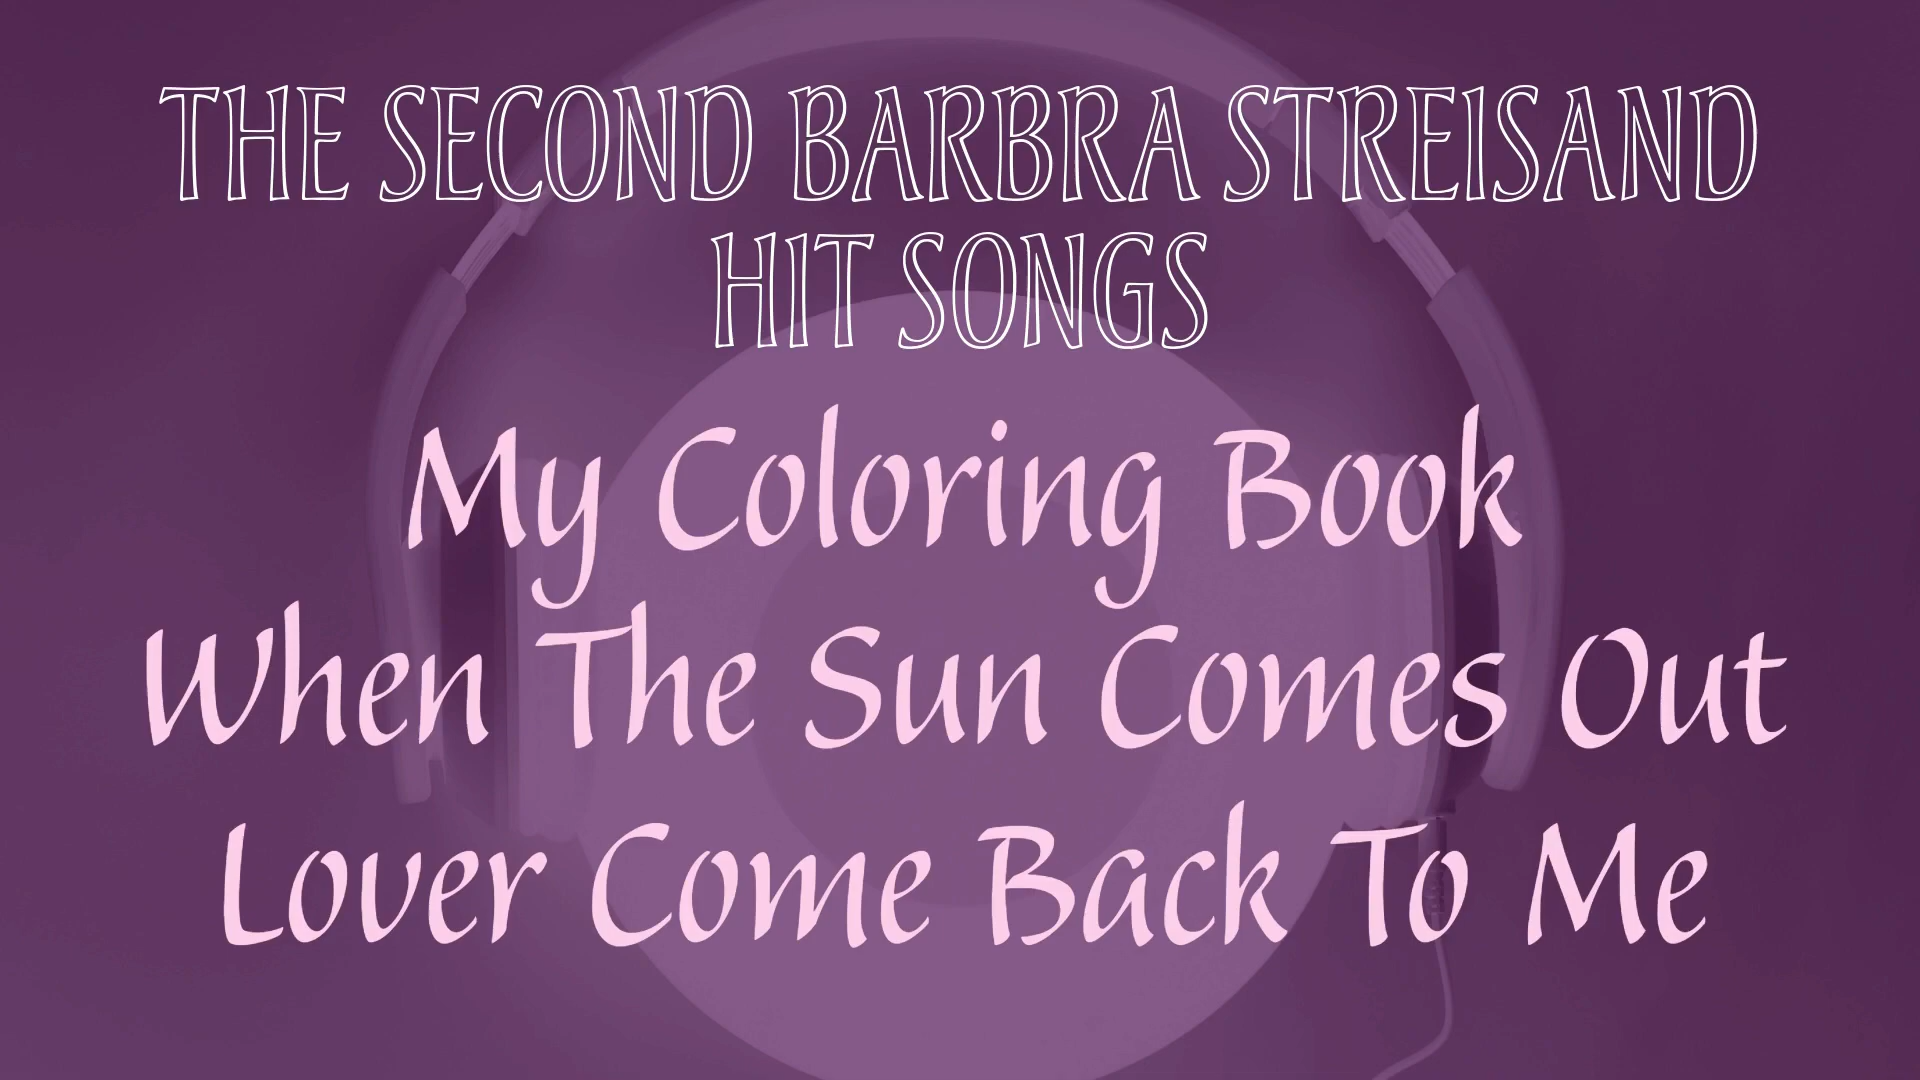 THE SECOND BARBRA STREISAND
HIT SONGS
My Coloring Book
When The Sun Comes Out
Lover Come Back To Me